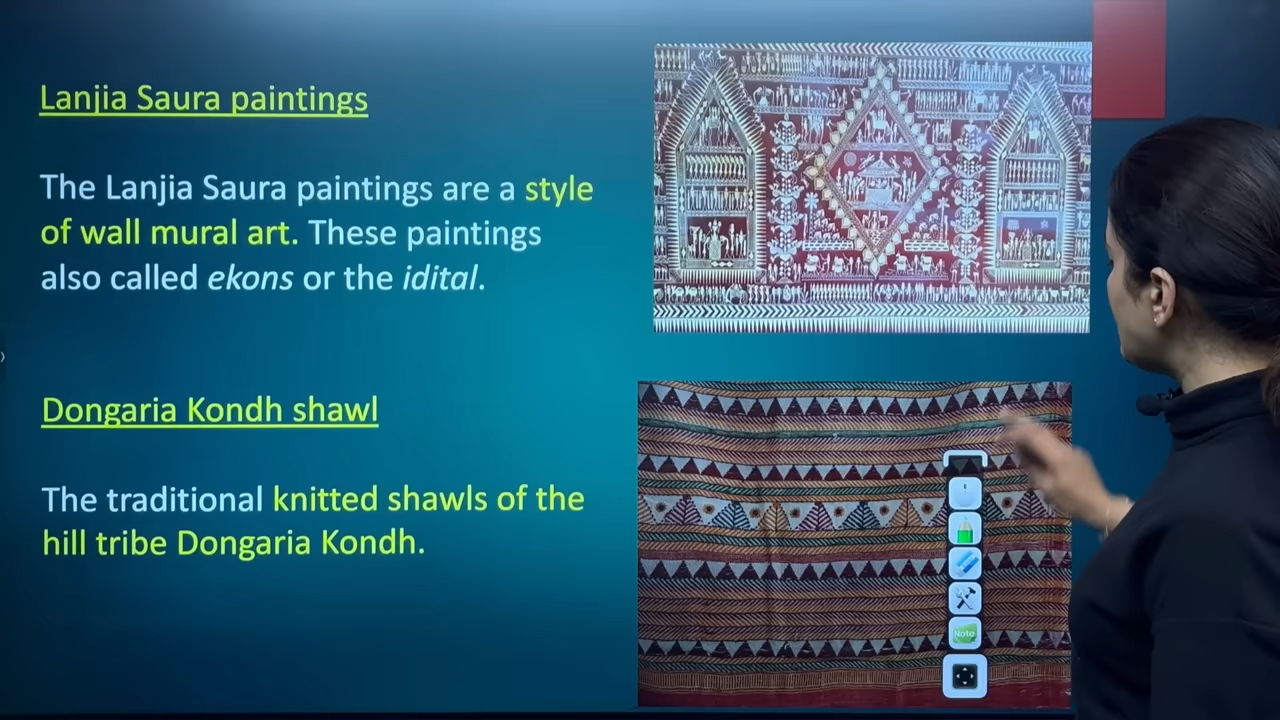 Lanjia Saura paintings
The Lanjia Saura paintings are a style
of wall mural art. These paintings
also called ekons or the idital.
Dongaria Kondh shawl
The traditional knitted shawls of the
hill tribe Dongaria Kondh.
Note